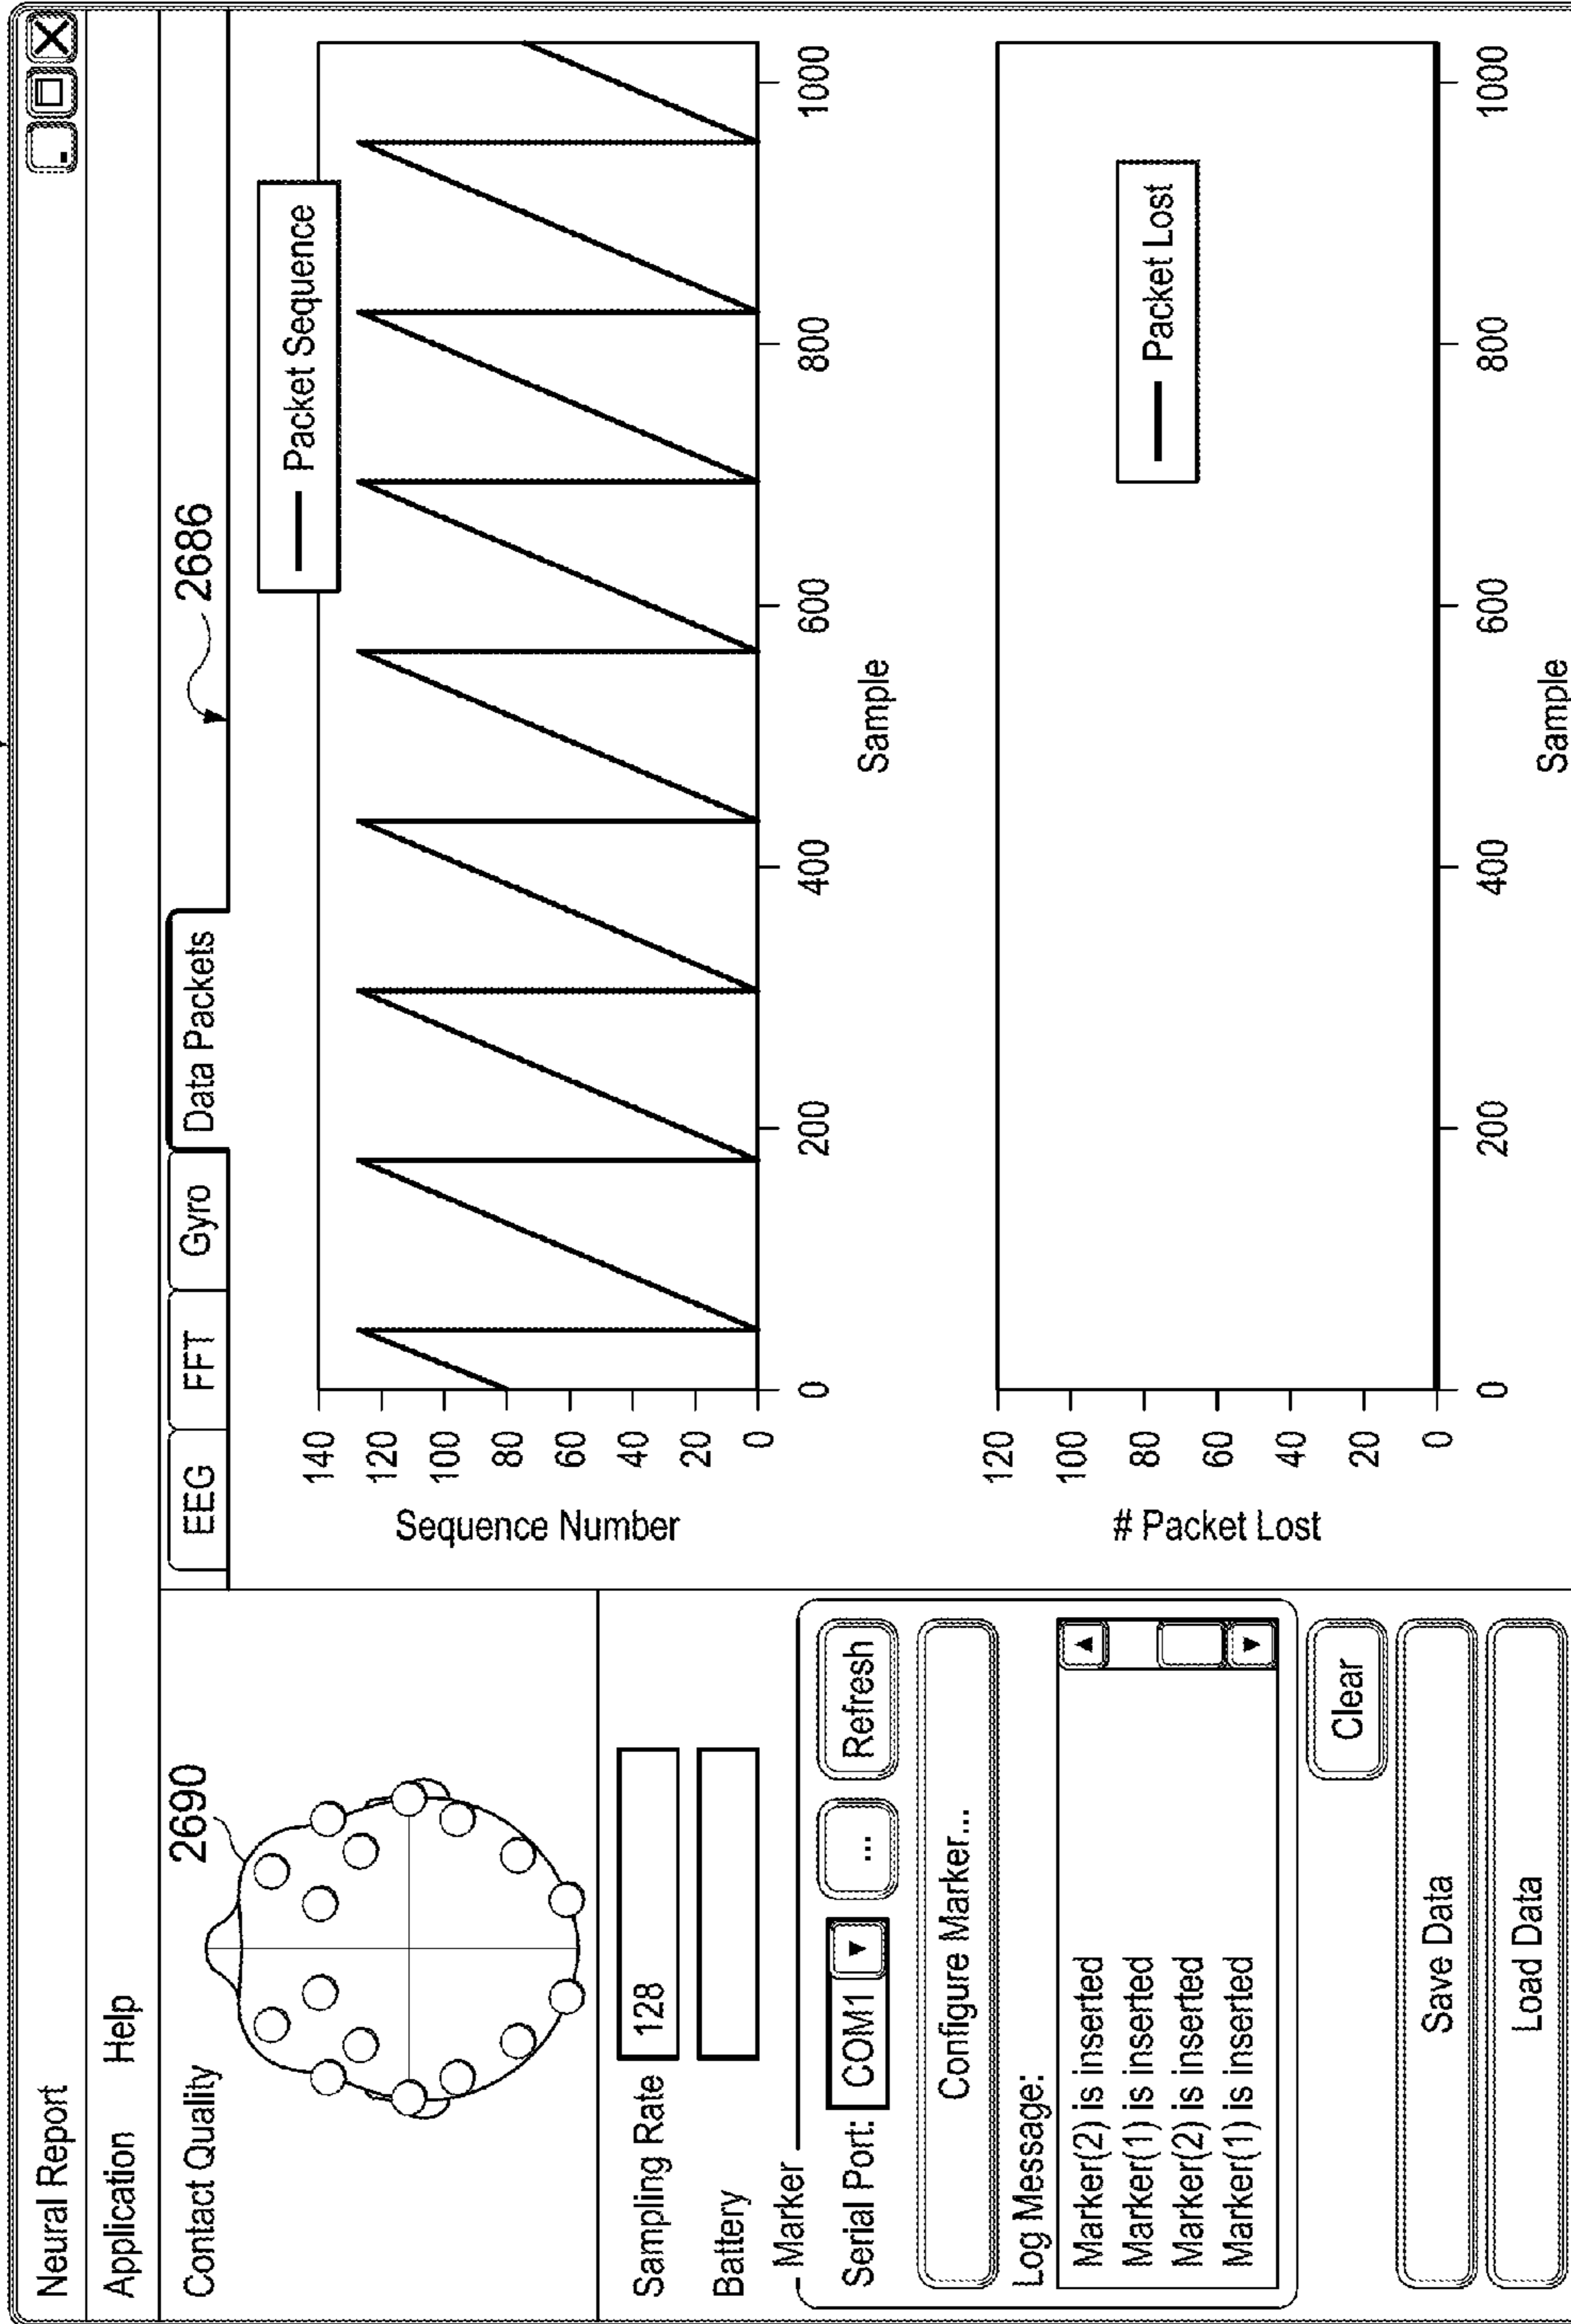 Neural Report
Application Help
Contact Quality
2690
Sampling Rate 128
Battery
Marker
Serial Port: COM1 ... Refresh
Configure Marker...
Log Message:
Marker(2) is inserted
Marker(1) is inserted
Marker(2) is inserted
Marker(1) is inserted
Clear
Save Data
Load Data
EEG FFT Gyro Data Packets
2686
Packet Sequence
Sequence Number
140
120
100
80
60
40
20
0
0 200 400 600 800 1000
Sample
Packet Lost
# Packet Lost
120
100
80
60
40
20
0
0 200 400 600 800 1000
Sample